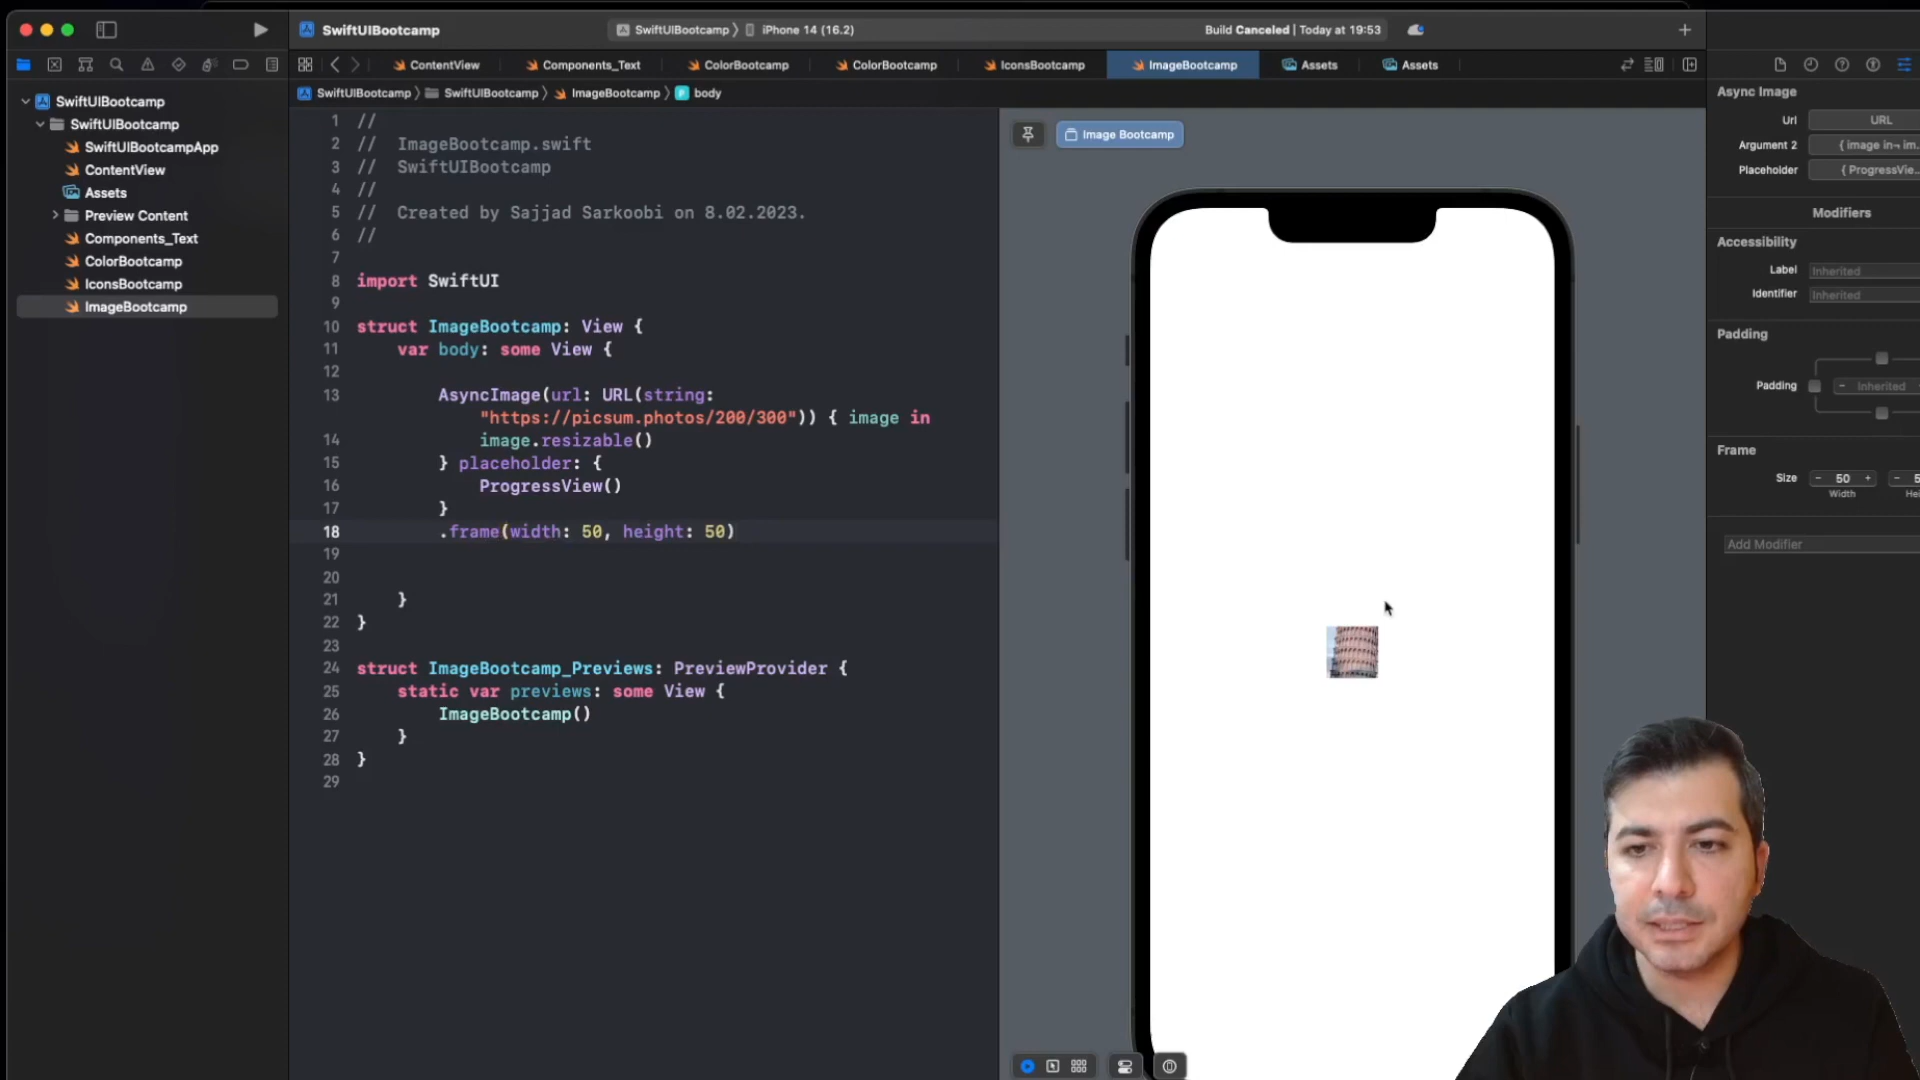 SwiftUIBootcamp
SwiftUIBootcamp 〉 iPhone 14 (16.2)
Build Canceled | Today at 19:53
ContentView
Components_Text
ColorBootcamp
ColorBootcamp
IconsBootcamp
ImageBootcamp
Assets
Assets
SwiftUIBootcamp 〉 SwiftUIBootcamp 〉 ImageBootcamp 〉 body
SwiftUIBootcamp
SwiftUIBootcamp
SwiftUIBootcampApp
ContentView
Assets
Preview Content
Components_Text
ColorBootcamp
IconsBootcamp
ImageBootcamp
1 //
2 //  ImageBootcamp.swift
3 //  SwiftUIBootcamp
4 //
5 //  Created by Sajjad Sarkoobi on 8.02.2023.
6 //
7
8 import SwiftUI
9
10 struct ImageBootcamp: View {
11     var body: some View {
12
13         AsyncImage(url: URL(string:
"https://picsum.photos/200/300")) { image in
14             image.resizable()
15         } placeholder: {
16             ProgressView()
17         }
18         .frame(width: 50, height: 50)
19
20
21     }
22 }
23
24 struct ImageBootcamp_Previews: PreviewProvider {
25     static var previews: some View {
26         ImageBootcamp()
27     }
28 }
29
Image Bootcamp
Async Image
Url URL
Argument 2 { image in¬ im...
Placeholder { ProgressVie...
Modifiers
Accessibility
Label Inherited
Identifier Inherited
Padding
Padding - Inherited
Frame
Size - 50 + - 5
Width Hei
Add Modifier